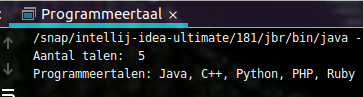 Programmeertaal ×
/snap/intellij-idea-ultimate/181/jbr/bin/java -
Aantal talen:  5
Programmeertalen: Java, C++, Python, PHP, Ruby